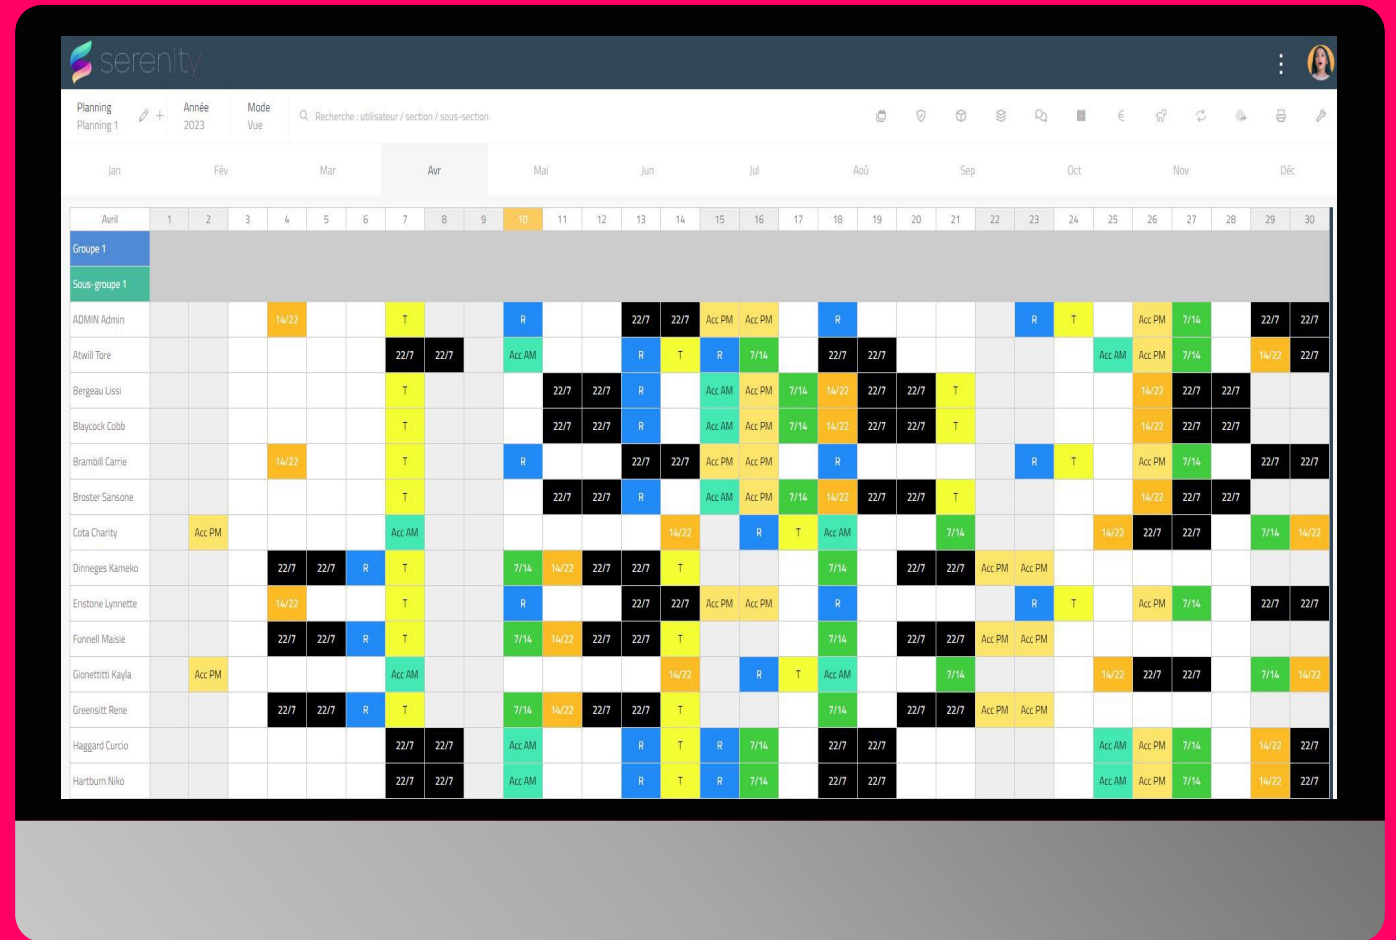 serenity
Planning Année Mode
Planning 1 2023 Vue Recherche : utilisateur / section / sous-section
Jan Fév Mar Avr Mai Jun Jul Aoû Sep Oct Nov Déc
Avril 1 2 3 4 5 6 7 8 9 10 11 12 13 14 15 16 17 18 19 20 21 22 23 24 25 26 27 28 29 30
Groupe 1
Sous-groupe 1
ADMIN Admin 14/22 T R 22/7 22/7 Acc PM Acc PM R R T Acc PM 7/14 22/7 22/7
Atwill Tore 22/7 22/7 Acc AM R T R 7/14 22/7 22/7 Acc AM Acc PM 7/14 14/22 22/7
Bergeau Lissi T 22/7 22/7 R Acc AM Acc PM 7/14 14/22 22/7 22/7 T 14/22 22/7 22/7
Blaycock Cobb T 22/7 22/7 R Acc AM Acc PM 7/14 14/22 22/7 22/7 T 14/22 22/7 22/7
Brambill Carrie 14/22 T R 22/7 22/7 Acc PM Acc PM R R T Acc PM 7/14 22/7 22/7
Broster Sansone T 22/7 22/7 R Acc AM Acc PM 7/14 14/22 22/7 22/7 T 14/22 22/7 22/7
Cota Charity Acc PM Acc AM 14/22 R T Acc AM 7/14 14/22 22/7 22/7 7/14 14/22
Dinneges Kameko 22/7 22/7 R T 7/14 14/22 22/7 22/7 T 7/14 22/7 22/7 Acc PM Acc PM
Enstone Lynnette 14/22 T R 22/7 22/7 Acc PM Acc PM R R T Acc PM 7/14 22/7 22/7
Funnell Maisie 22/7 22/7 R T 7/14 14/22 22/7 22/7 T 7/14 22/7 22/7 Acc PM Acc PM
Gionettitti Kayla Acc PM Acc AM 14/22 R T Acc AM 7/14 14/22 22/7 22/7 7/14 14/22
Greensitt Rene 22/7 22/7 R T 7/14 14/22 22/7 22/7 T 7/14 22/7 22/7 Acc PM Acc PM
Haggard Curcio 22/7 22/7 Acc AM R T R 7/14 22/7 22/7 Acc AM Acc PM 7/14 14/22 22/7
Hartburn Niko 22/7 22/7 Acc AM R T R 7/14 22/7 22/7 Acc AM Acc PM 7/14 14/22 22/7